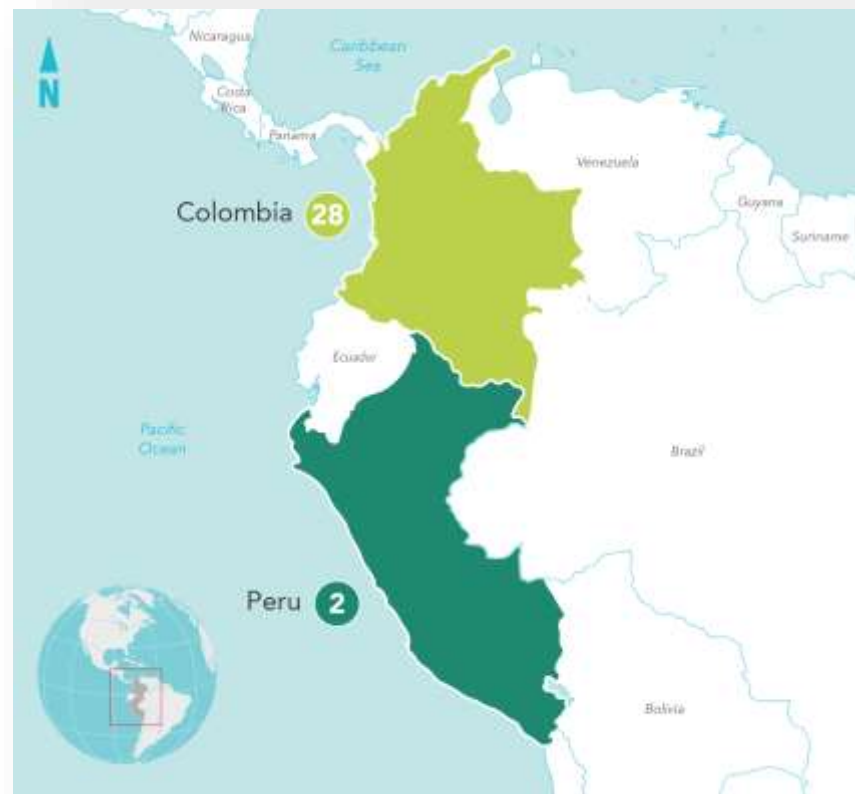 Nicaragua
Caribbean
Sea
N
Costa
Rica
Panama
Venezuela
Guyana
Suriname
Colombia 28
Ecuador
Pacific
Ocean
Brazil
Peru 2
Bolivia